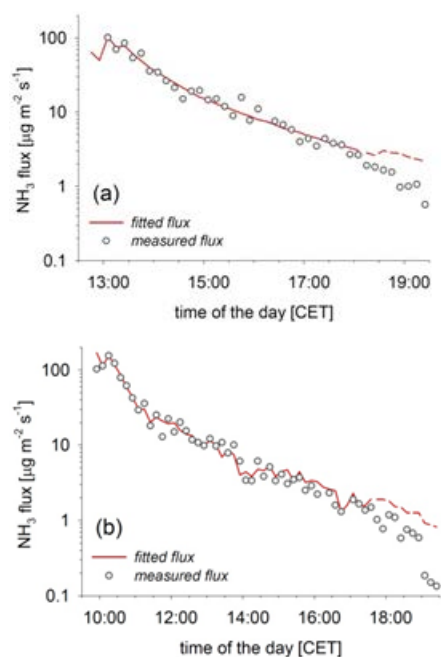 (a)
100
10
1
0.1
NH₃ flux [µg m⁻² s⁻¹]
fitted flux
measured flux
13:00 15:00 17:00 19:00
time of the day [CET]
100
10
1
0.1
NH₃ flux [µg m⁻² s⁻¹]
(b)
fitted flux
measured flux
10:00 12:00 14:00 16:00 18:00
time of the day [CET]